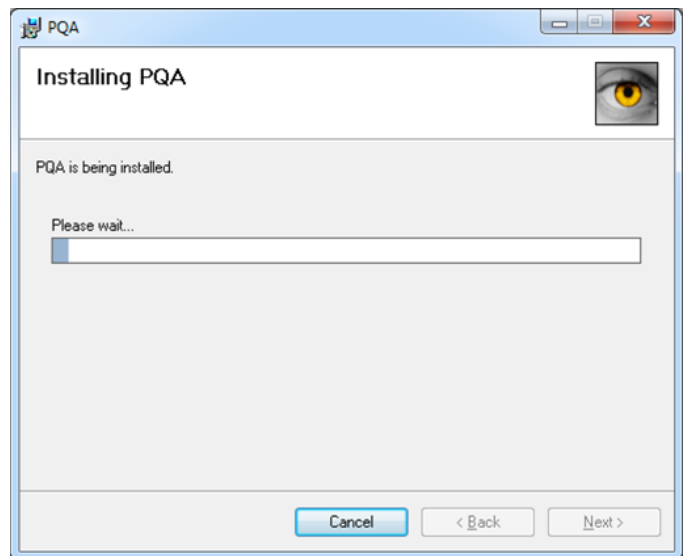 PQA
Installing PQA
PQA is being installed.
Please wait...
Cancel
< Back
Next >